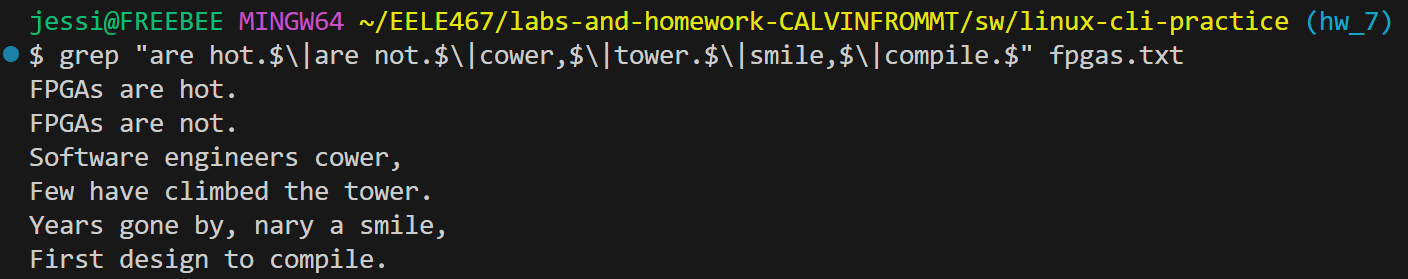 jessi@FREEBEE MINGW64 ~/EELE467/labs-and-homework-CALVINFROMMT/sw/linux-cli-practice (hw_7)
$ grep "are hot.$\|are not.$\|cower,$\|tower.$\|smile,$\|compile.$" fpgas.txt
FPGAs are hot.
FPGAs are not.
Software engineers cower,
Few have climbed the tower.
Years gone by, nary a smile,
First design to compile.